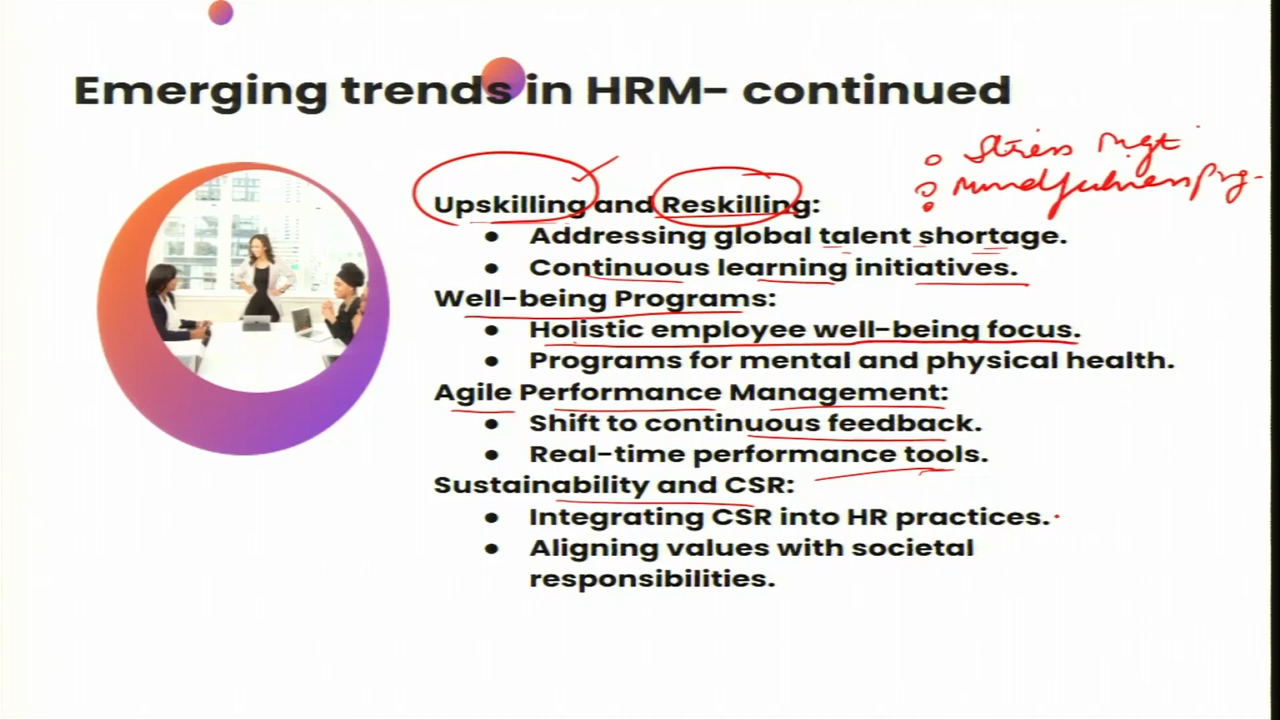 Emerging trends in HRM- continued
Stress Mgt
Mindfulness Prg-
Upskilling and Reskilling:
• Addressing global talent shortage.
• Continuous learning initiatives.
Well-being Programs:
• Holistic employee well-being focus.
• Programs for mental and physical health.
Agile Performance Management:
• Shift to continuous feedback.
• Real-time performance tools.
Sustainability and CSR:
• Integrating CSR into HR practices.
• Aligning values with societal
responsibilities.